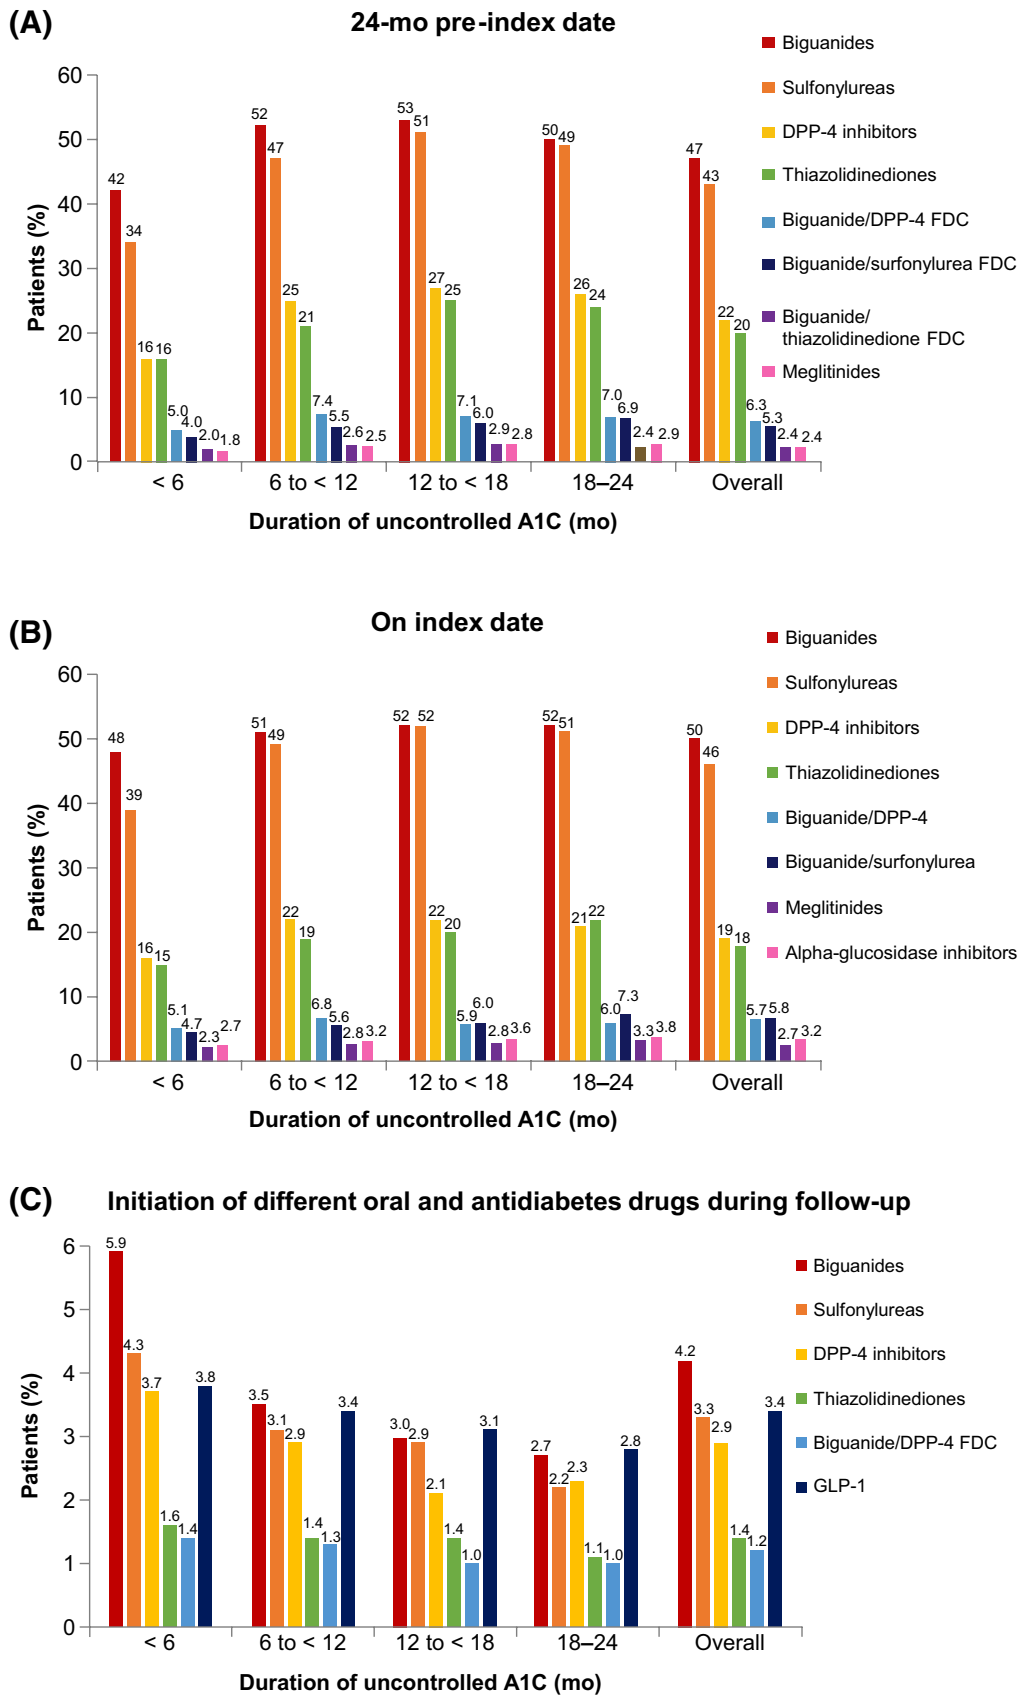 (A)
24-mo pre-index date
Patients (%)
60
50
40
30
20
10
0
42 34 16 16 5.0 4.0 2.0 1.8
52 47 25 21 7.4 5.5 2.6 2.5
53 51 27 25 7.1 6.0 2.9 2.8
50 49 26 24 7.0 6.9 2.4 2.9
47 43 22 20 6.3 5.3 2.4 2.4
< 6 6 to < 12 12 to < 18 18–24 Overall
Duration of uncontrolled A1C (mo)
Biguanides
Sulfonylureas
DPP-4 inhibitors
Thiazolidinediones
Biguanide/DPP-4 FDC
Biguanide/surfonylurea FDC
Biguanide/
thiazolidinedione FDC
Meglitinides
(B)
On index date
Patients (%)
60
50
40
30
20
10
0
48 39 16 15 5.1 4.7 2.3 2.7
51 49 22 19 6.8 5.6 2.8 3.2
52 52 22 20 5.9 6.0 2.8 3.6
52 51 21 22 6.0 7.3 3.3 3.8
50 46 19 18 5.7 5.8 2.7 3.2
< 6 6 to < 12 12 to < 18 18–24 Overall
Duration of uncontrolled A1C (mo)
Biguanides
Sulfonylureas
DPP-4 inhibitors
Thiazolidinediones
Biguanide/DPP-4
Biguanide/surfonylurea
Meglitinides
Alpha-glucosidase inhibitors
(C)
Initiation of different oral and antidiabetes drugs during follow-up
Patients (%)
6
5
4
3
2
1
0
5.9 4.3 3.7 1.6 1.4 3.8
3.5 3.1 2.9 1.4 1.3 3.4
3.0 2.9 2.1 1.4 1.0 3.1
2.7 2.2 2.3 1.1 1.0 2.8
4.2 3.3 2.9 1.4 1.2 3.4
< 6 6 to < 12 12 to < 18 18–24 Overall
Duration of uncontrolled A1C (mo)
Biguanides
Sulfonylureas
DPP-4 inhibitors
Thiazolidinediones
Biguanide/DPP-4 FDC
GLP-1